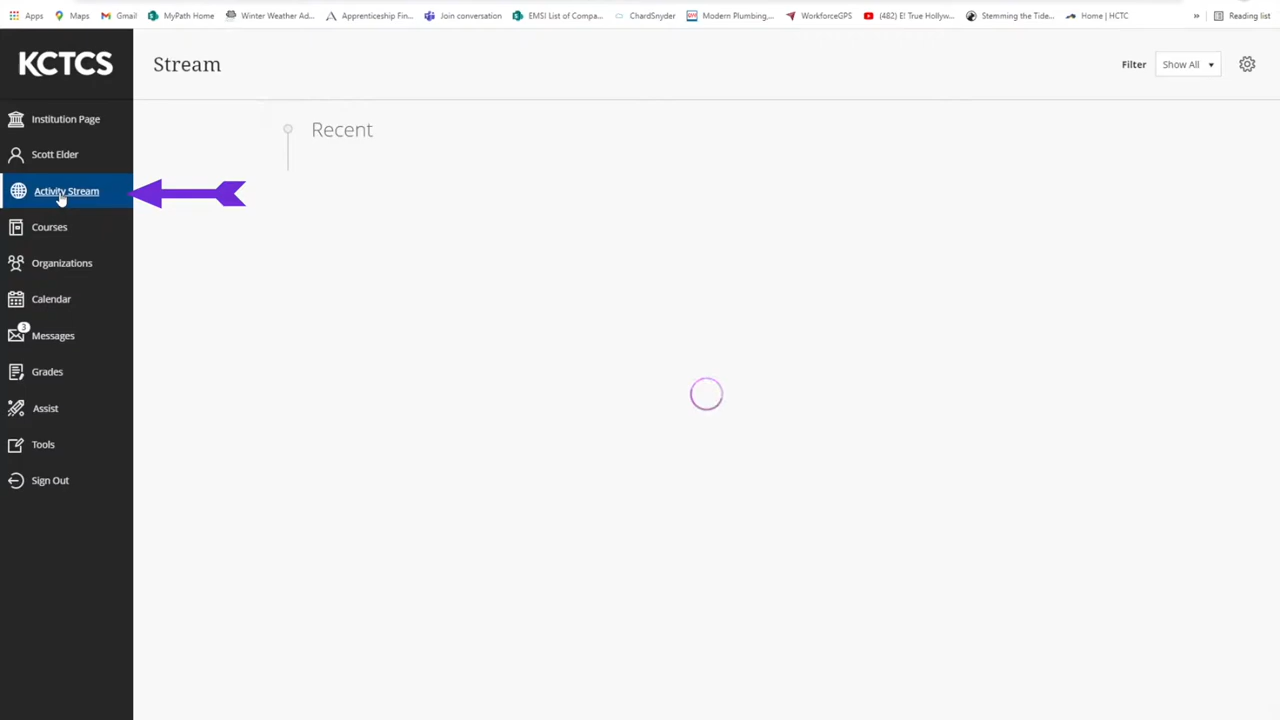 Apps Maps Gmail MyPath Home Winter Weather Ad... Apprenticeship Fin... Join conversation EMSI List of Compa... ChardSnyder Modern Plumbing,... WorkforceGPS (482) E! True Hollyw... Stemming the Tide... Home | HCTC » Reading list
KCTCS
Stream
Filter Show All
Institution Page
Recent
Scott Elder
Activity Stream
Courses
Organizations
Calendar
3
Messages
Grades
Assist
Tools
Sign Out